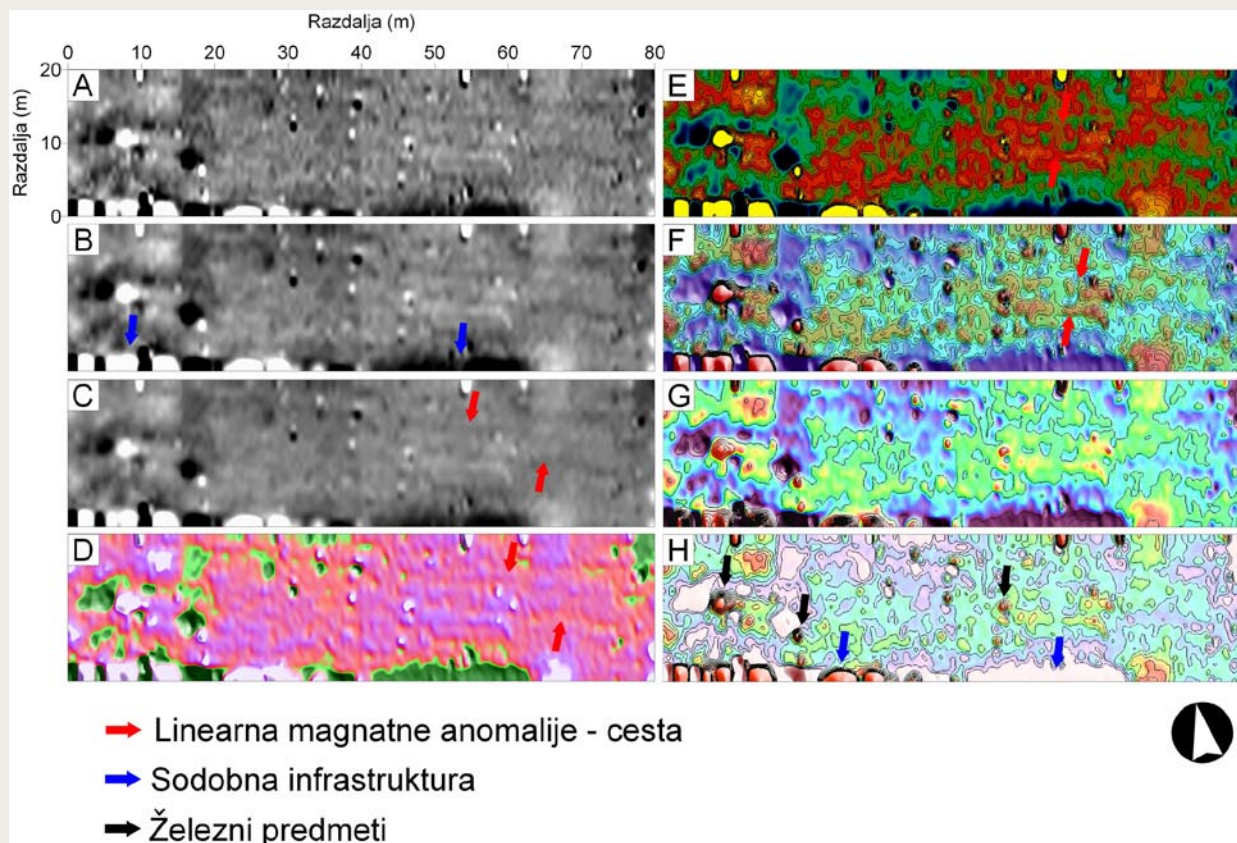 Razdalja (m)
0 10 20 30 40 50 60 70 80
Razdalja (m)
20
10
0
A
B
C
D
E
F
G
H
Linearna magnatne anomalije - cesta
Sodobna infrastruktura
Železni predmeti